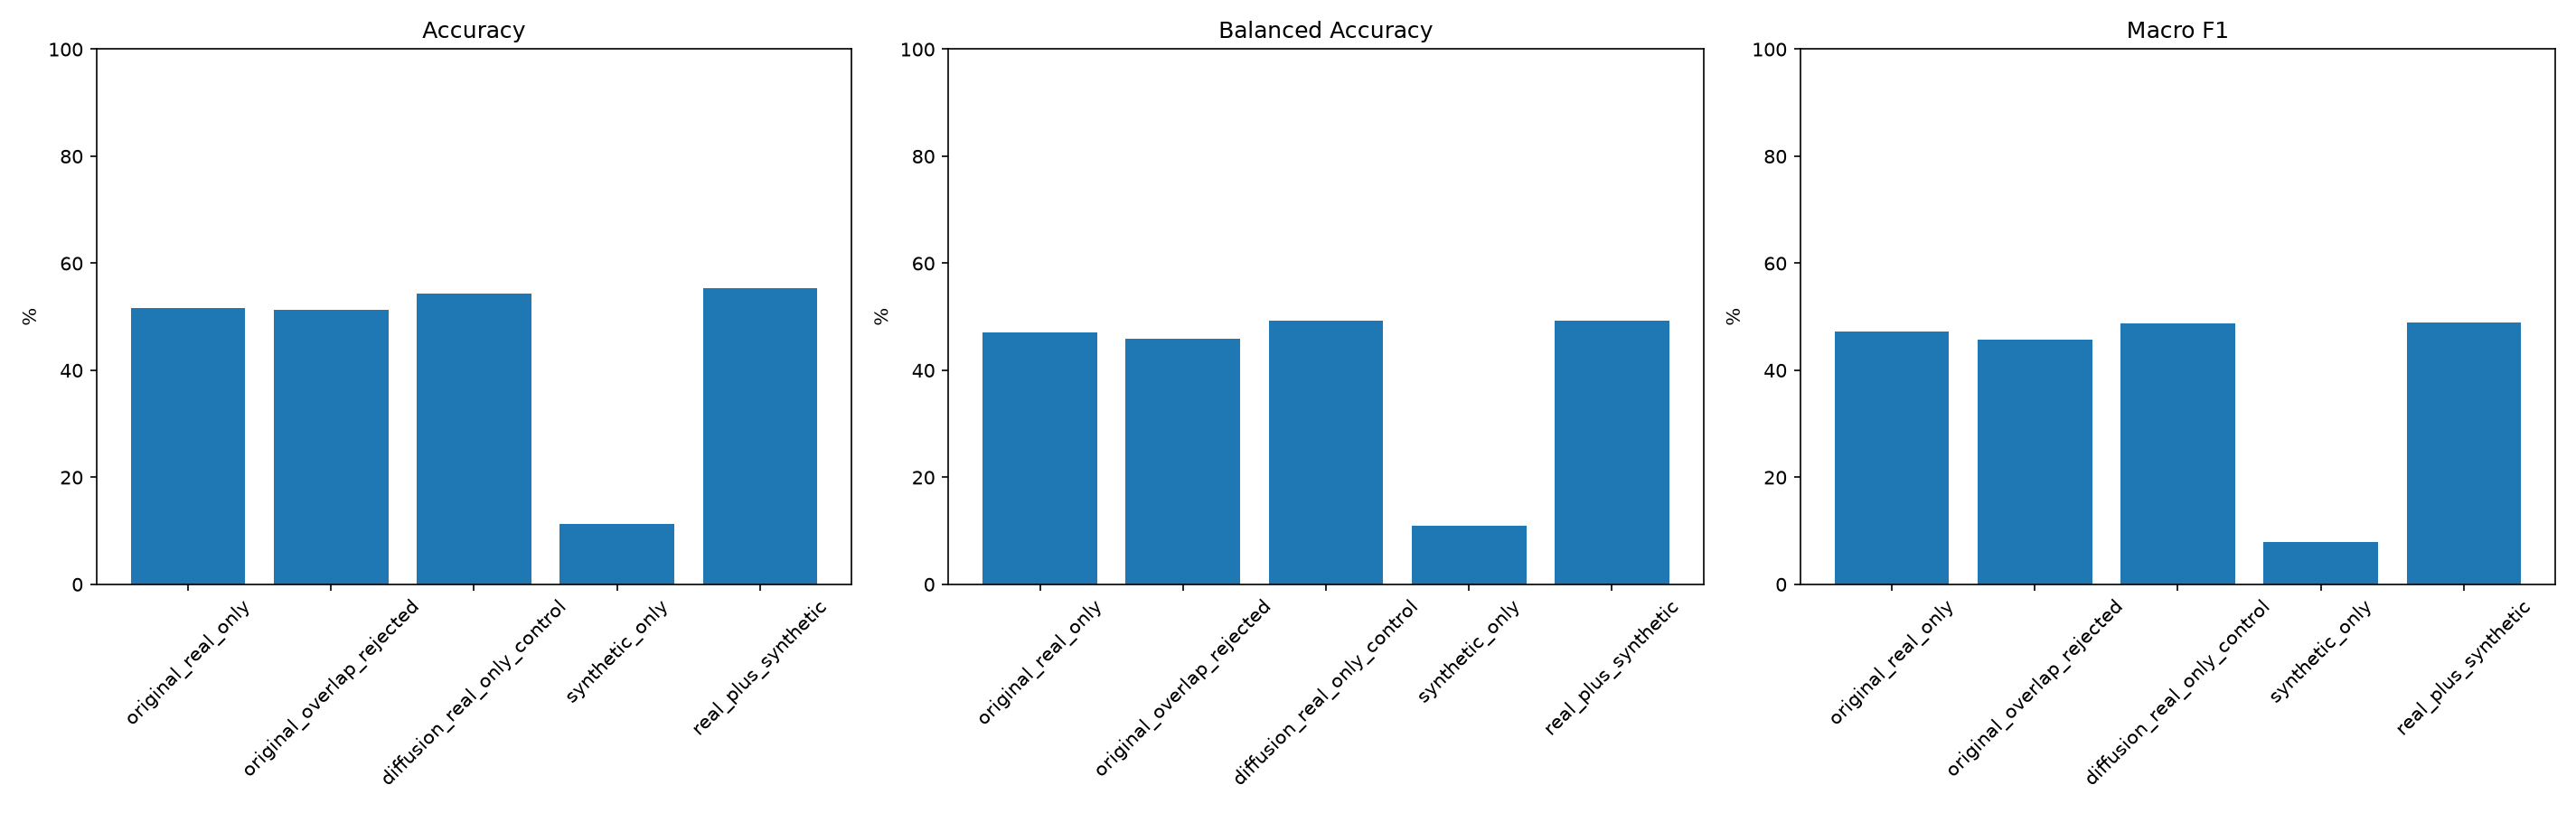 Accuracy
100
80
60
40
20
0
%
original_real_only
original_overlap_rejected
diffusion_real_only_control
synthetic_only
real_plus_synthetic
Balanced Accuracy
100
80
60
40
20
0
%
original_real_only
original_overlap_rejected
diffusion_real_only_control
synthetic_only
real_plus_synthetic
Macro F1
100
80
60
40
20
0
%
original_real_only
original_overlap_rejected
diffusion_real_only_control
synthetic_only
real_plus_synthetic